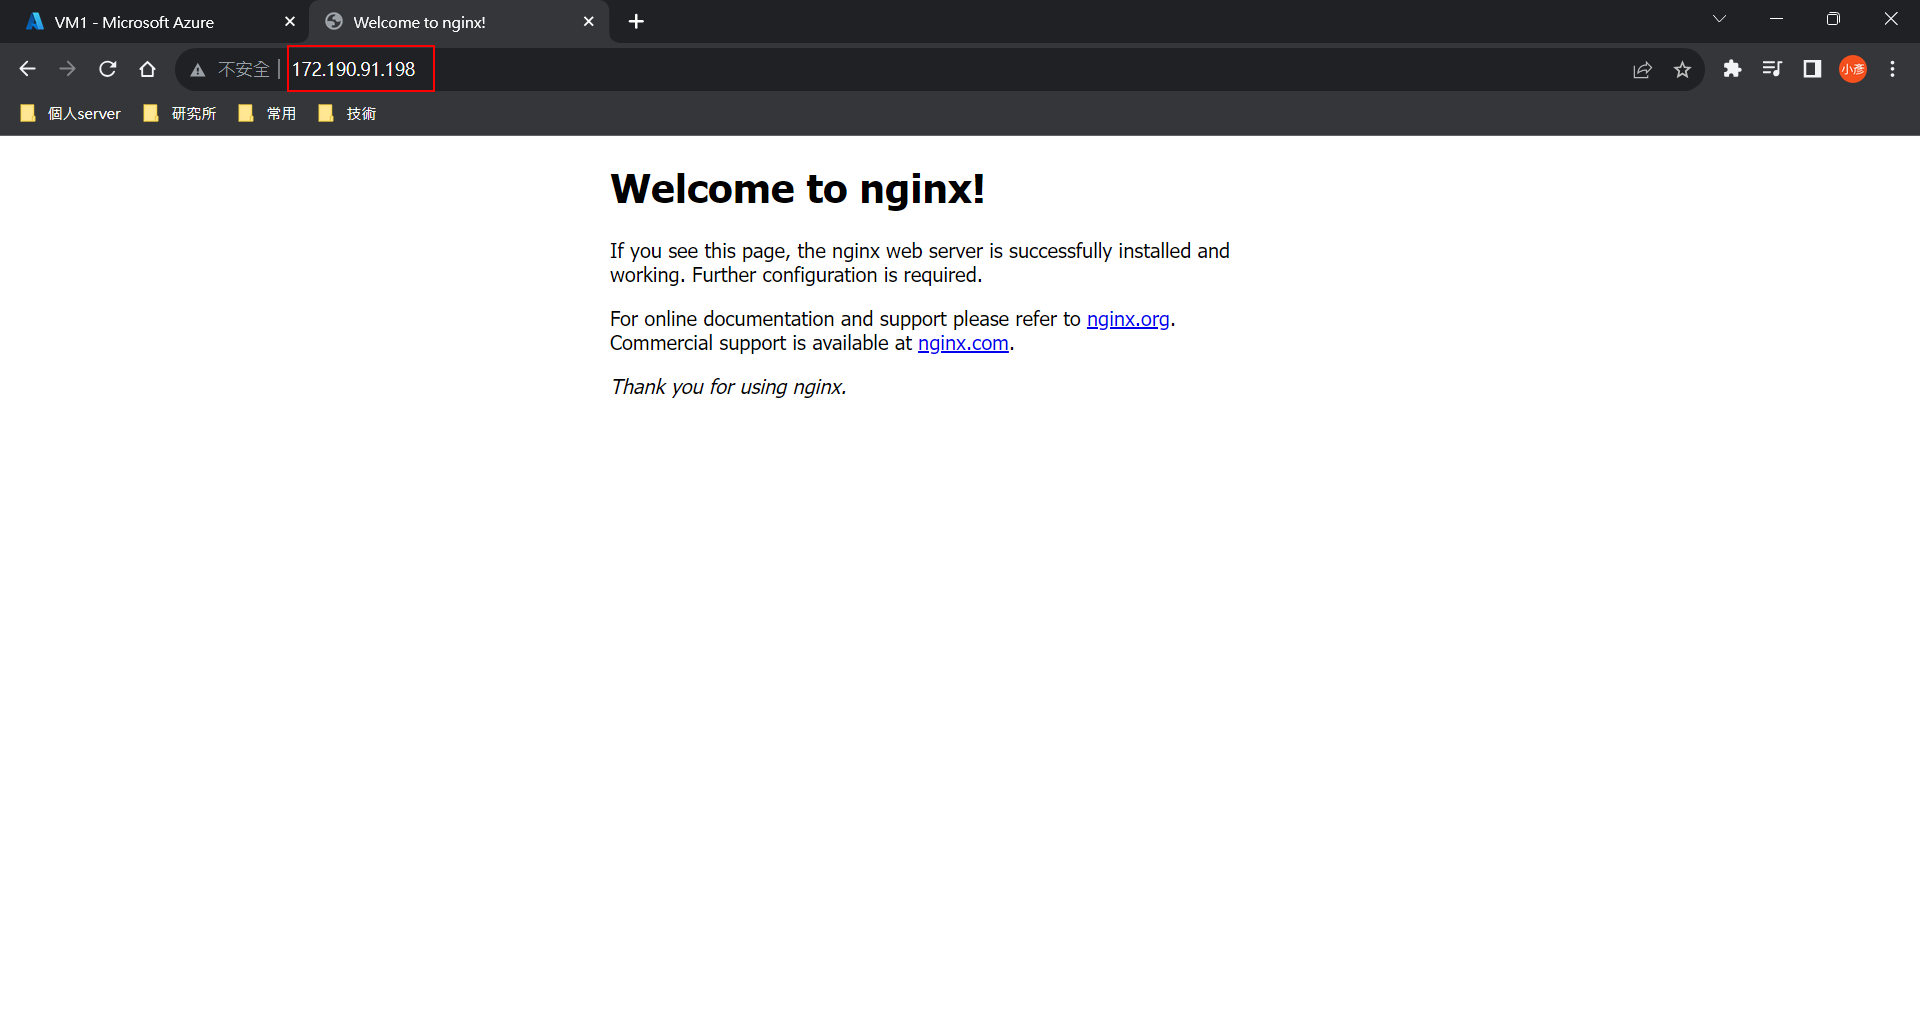 VM1 - Microsoft Azure
Welcome to nginx!
不安全
172.190.91.198
小彥
個人server
研究所
常用
技術
Welcome to nginx!
If you see this page, the nginx web server is successfully installed and
working. Further configuration is required.
For online documentation and support please refer to nginx.org.
Commercial support is available at nginx.com.
Thank you for using nginx.